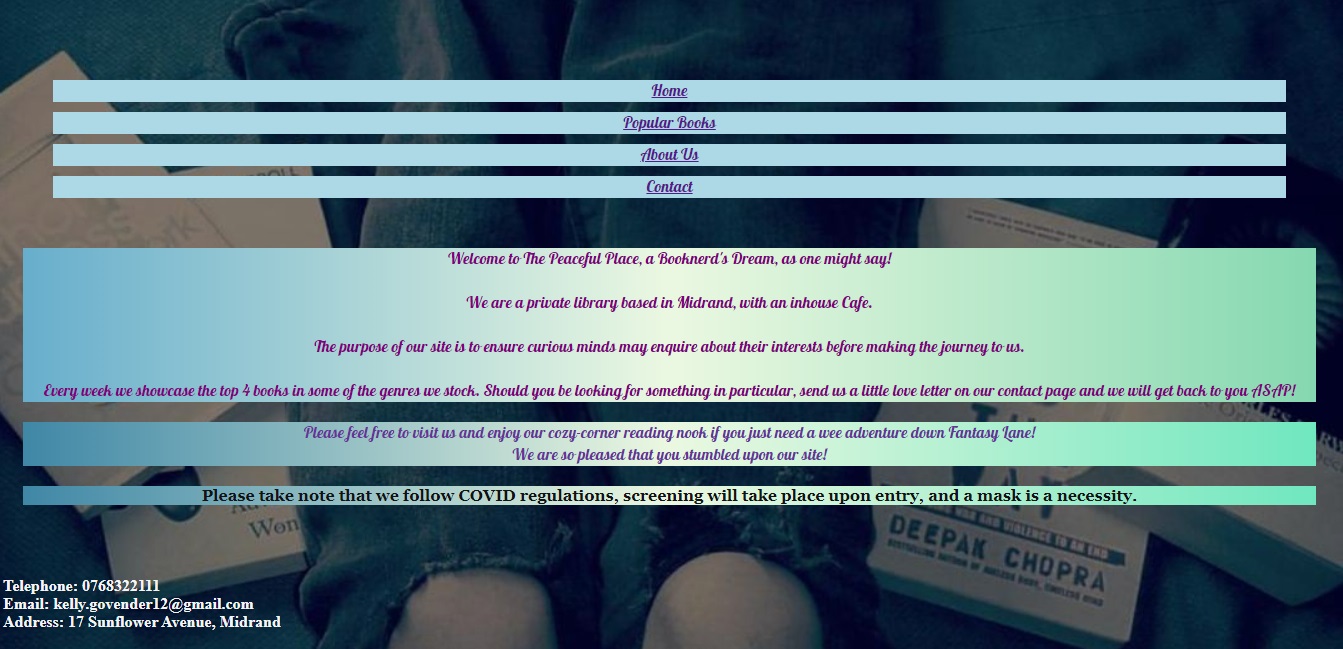 Home
Popular Books
About Us
Contact
Welcome to The Peaceful Place, a Booknerd's Dream, as one might say!
We are a private library based in Midrand, with an inhouse Cafe.
The purpose of our site is to ensure curious minds may enquire about their interests before making the journey to us.
Every week we showcase the top 4 books in some of the genres we stock. Should you be looking for something in particular, send us a little love letter on our contact page and we will get back to you ASAP!
Please feel free to visit us and enjoy our cozy-corner reading nook if you just need a wee adventure down Fantasy Lane!
We are so pleased that you stumbled upon our site!
Please take note that we follow COVID regulations, screening will take place upon entry, and a mask is a necessity.
DEEPAK CHOPRA
Telephone: 0768322111
Email: kelly.govender12@gmail.com
Address: 17 Sunflower Avenue, Midrand